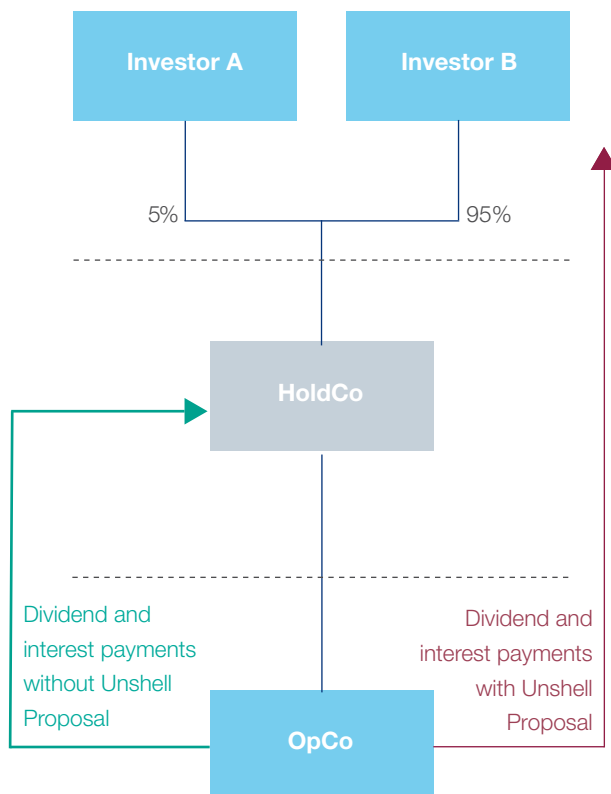 Investor A
Investor B
5%
95%
HoldCo
Dividend and
interest payments
without Unshell
Proposal
Dividend and
interest payments
with Unshell
Proposal
OpCo